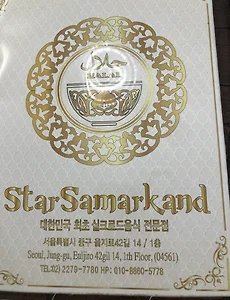 حلال
HALAL
StarSamarkand
대한민국 최초 실크로드음식 전문점
서울특별시 중구 을지로42길 14 / 1층
Seoul, Jung-gu, Euljiro 42gil 14, 1th Floor, (04561)
TEL:02) 2279-7780 HP: 010-8860-5778